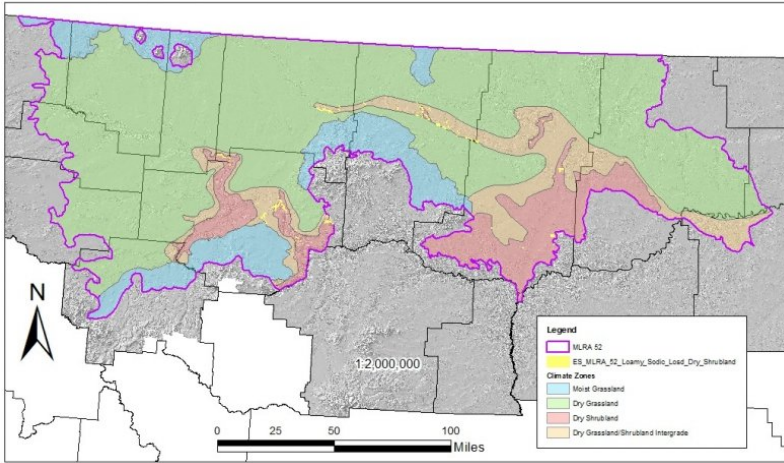 N
1:2,000,000
0 25 50 100
Miles
Legend
MLRA 52
ES_MLRA_52_Loamy_Sodic_Losd_Dry_Shrubland
Climate Zones
Moist Grassland
Dry Grassland
Dry Shrubland
Dry Grassland/Shrubland Intergrade